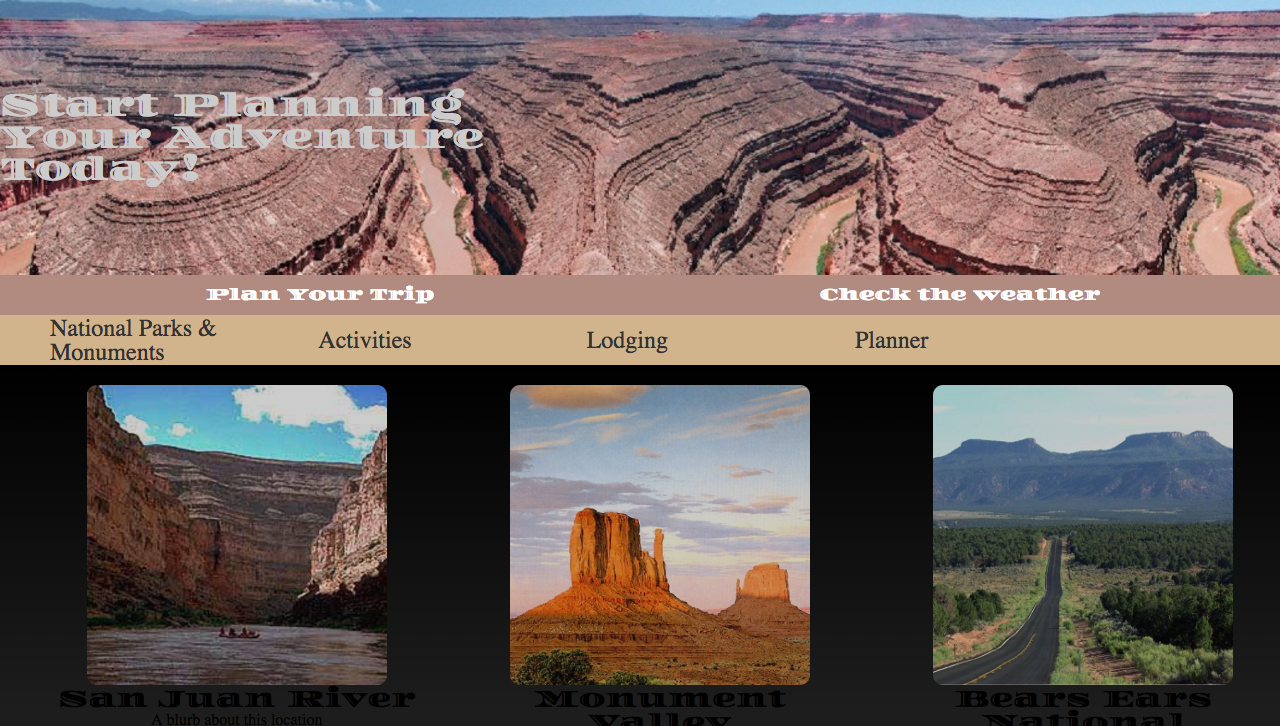 Start Planning
Your Adventure
Today!
Plan Your Trip
Check the weather
National Parks &
Monuments
Activities
Lodging
Planner
San Juan River
A blurb about this location
Monument
Valley
Bears Ears
National